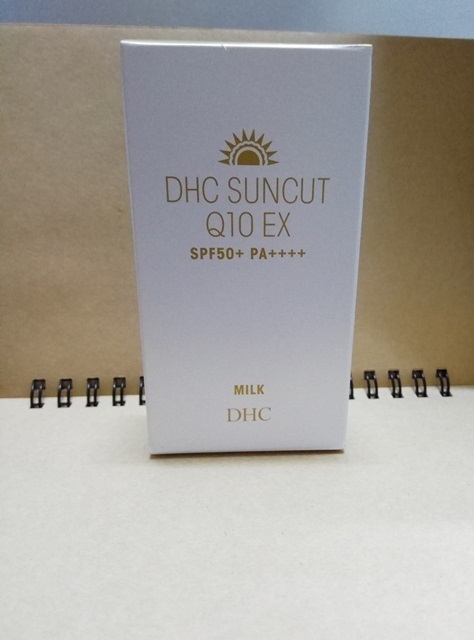 DHC SUNCUT
Q10 EX
SPF50+ PA++++
MILK
DHC